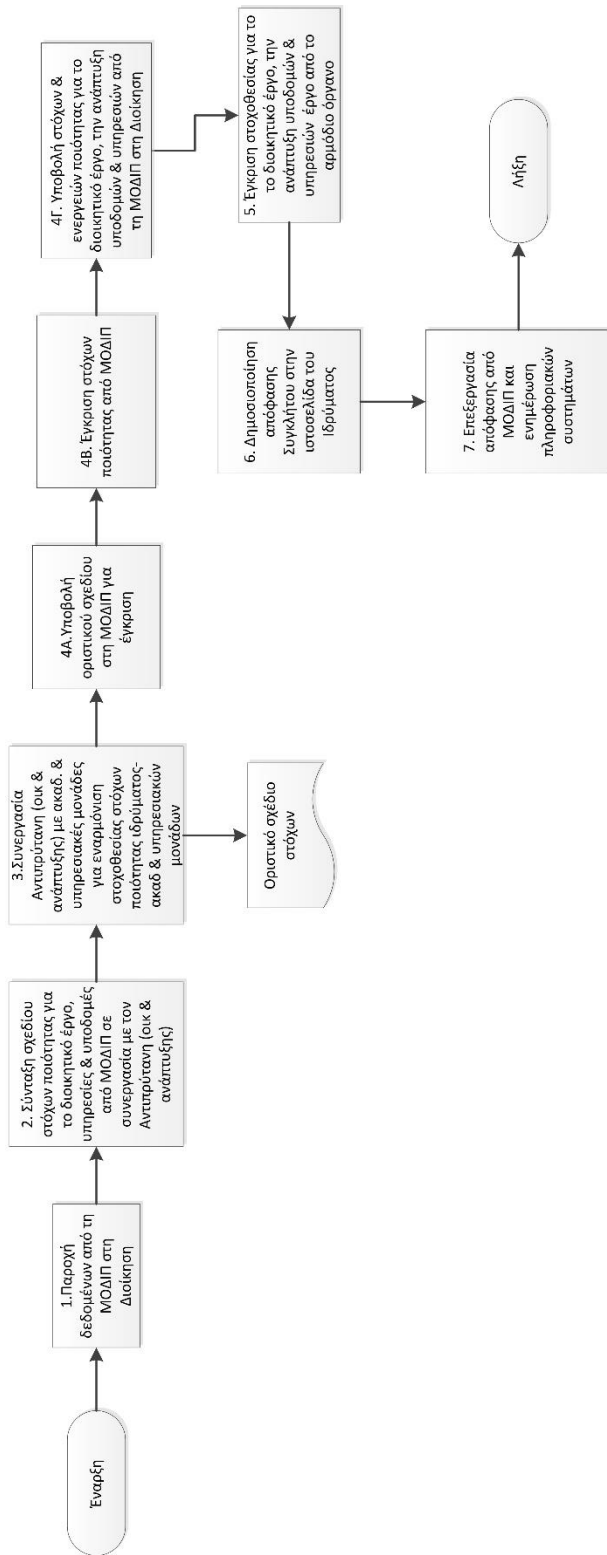 Έναρξη
1.Παροχή
δεδομένων από τη
ΜΟΔΙΠ στη
Διοίκηση
2. Σύνταξη σχεδίου
στόχων ποιότητας για
το διοικητικό έργο,
υπηρεσίες & υποδομές
από ΜΟΔΙΠ σε
συνεργασία με τον
Αντιπρύτανη (οικ &
ανάπτυξης)
3.Συνεργασία
Αντιπρύτανη (οικ &
ανάπτυξης) με ακαδ. &
υπηρεσιακές μονάδες
για εναρμόνιση
στοχοθεσίας στόχων
ποιότητας ιδρύματος-
ακαδ & υπηρεσιακών
μονάδων
Οριστικό σχέδιο
στόχων
4Α.Υποβολή
οριστικού σχεδίου
στη ΜΟΔΙΠ για
έγκριση
4Β. Έγκριση στόχων
ποιότητας από ΜΟΔΙΠ
4Γ. Υποβολή στόχων &
ενεργειών ποιότητας για το
διοικητικό έργο, την ανάπτυξη
υποδομών & υπηρεσιών από
τη ΜΟΔΙΠ στη Διοίκηση
5. Έγκριση στοχοθεσίας για το
το διοικητικό έργο, την
ανάπτυξη υποδομών &
υπηρεσιών έργο από το
αρμόδιο όργανο
6. Δημοσιοποίηση
απόφασης
Συγκλήτου στην
ιστοσελίδα του
Ιδρύματος
7. Επεξεργασία
απόφασης από
ΜΟΔΙΠ και
ενημέρωση
πληροφοριακών
συστημάτων
Λήξη